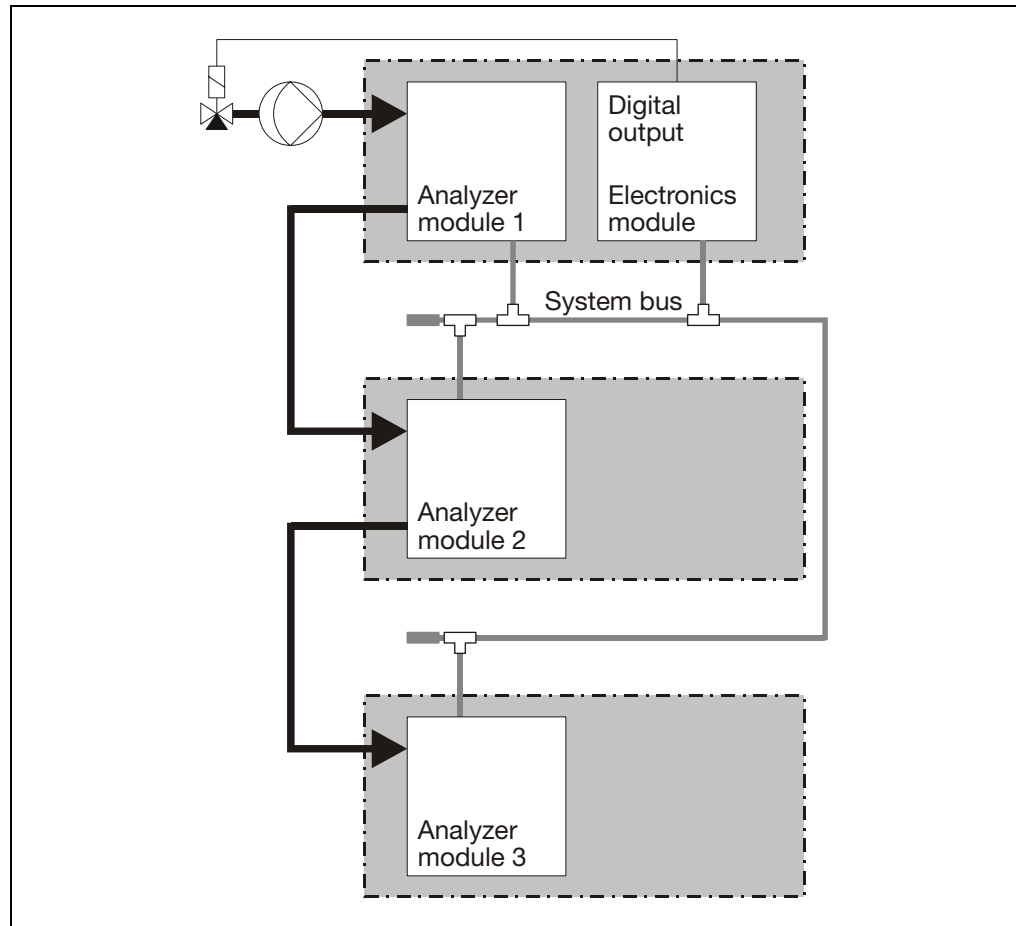 Digital
output
Analyzer
module 1
Electronics
module
System bus
Analyzer
module 2
Analyzer
module 3